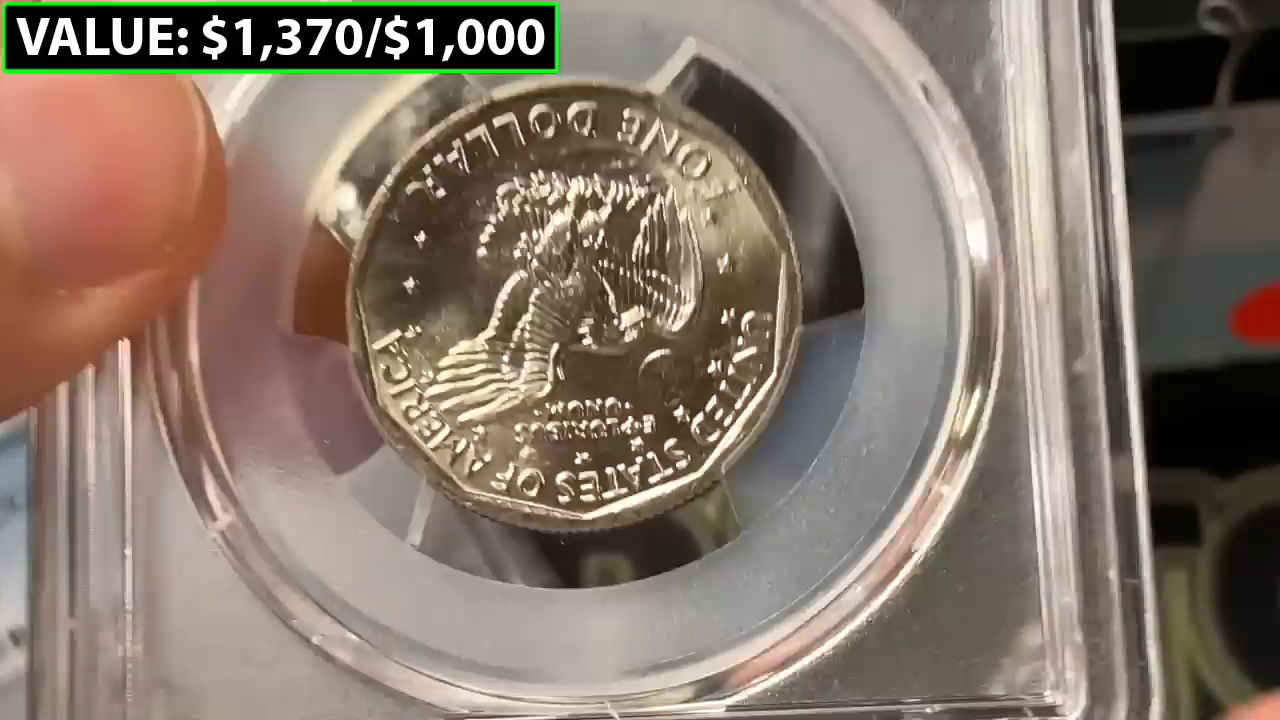 VALUE: $1,370/$1,000
UNITED STATES OF AMERICA
E PLURIBUS
UNUM
ONE DOLLAR